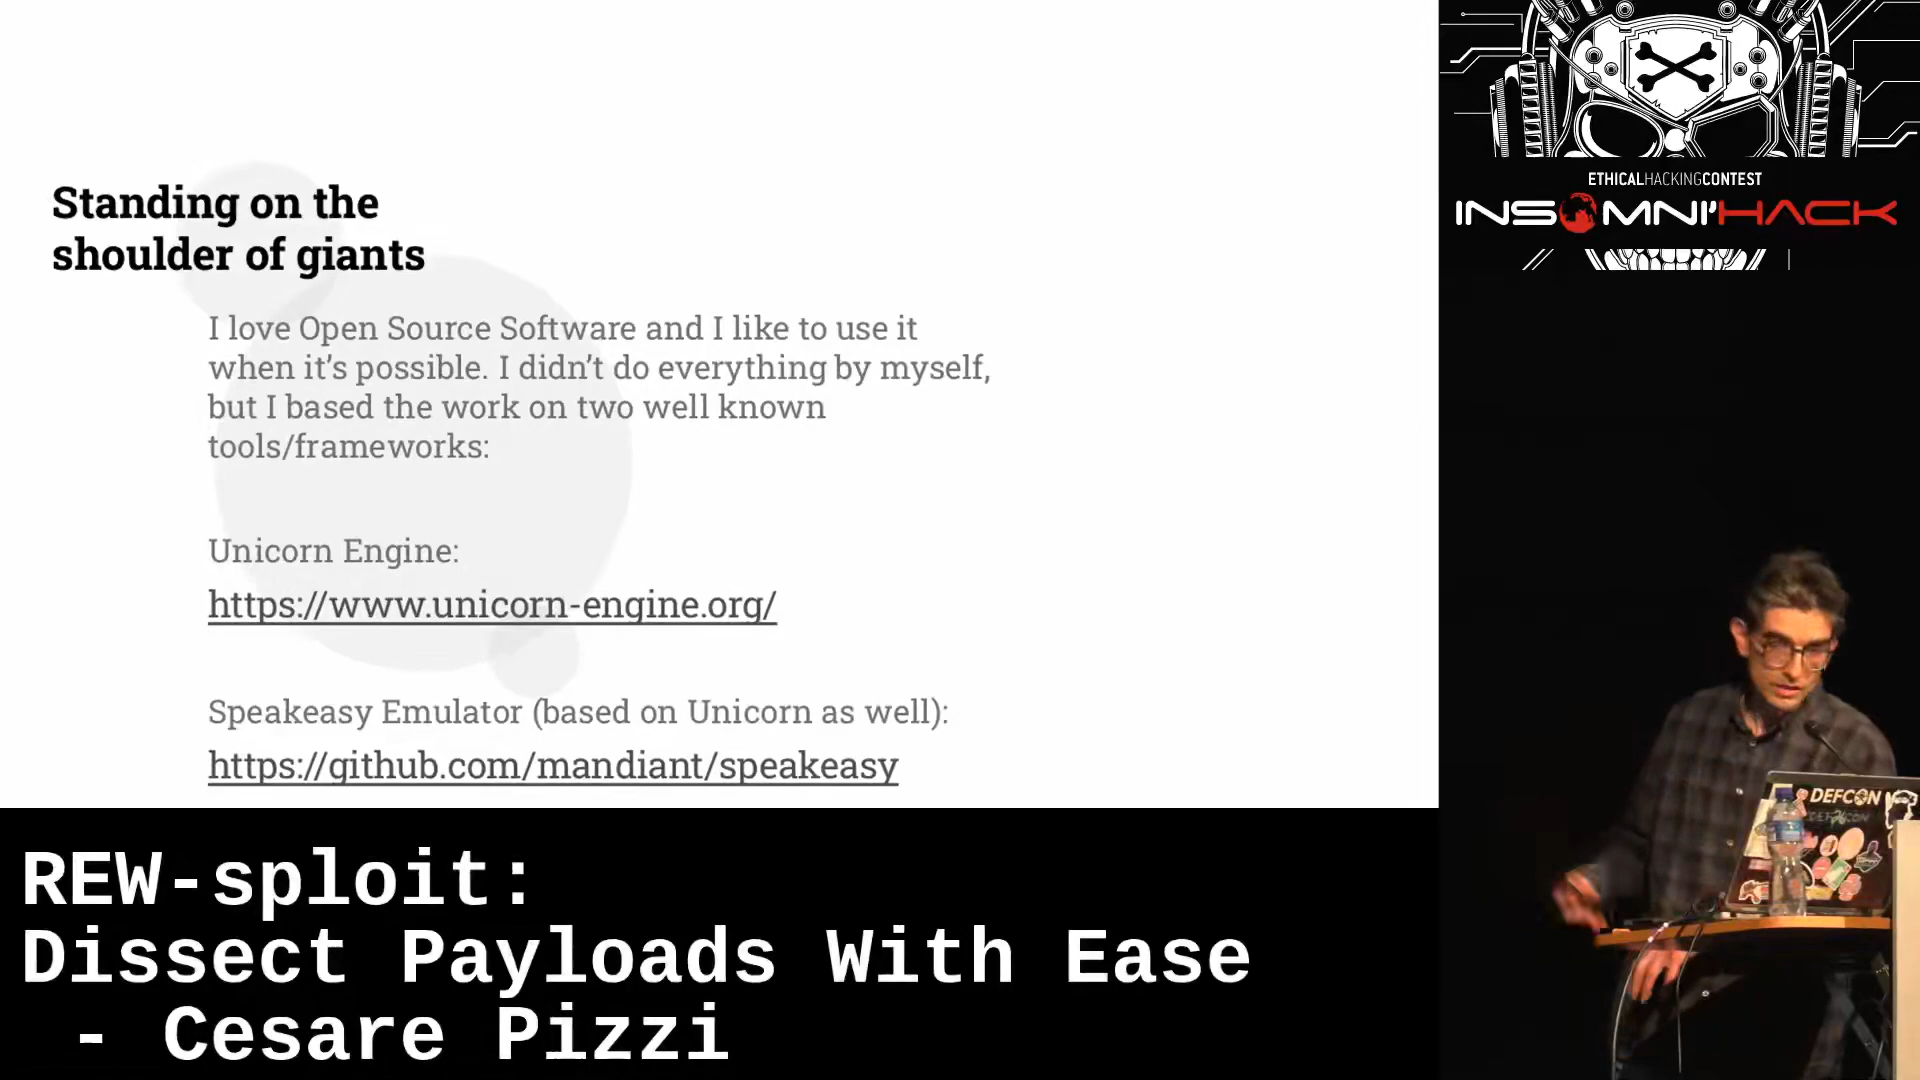 Standing on the
shoulder of giants
I love Open Source Software and I like to use it
when it's possible. I didn't do everything by myself,
but I based the work on two well known
tools/frameworks:
Unicorn Engine:
https://www.unicorn-engine.org/
Speakeasy Emulator (based on Unicorn as well):
https://github.com/mandiant/speakeasy
ETHICALHACKINGCONTEST
INSOMNI'HACK
DEFCON
REW-sploit:
Dissect Payloads With Ease
- Cesare Pizzi